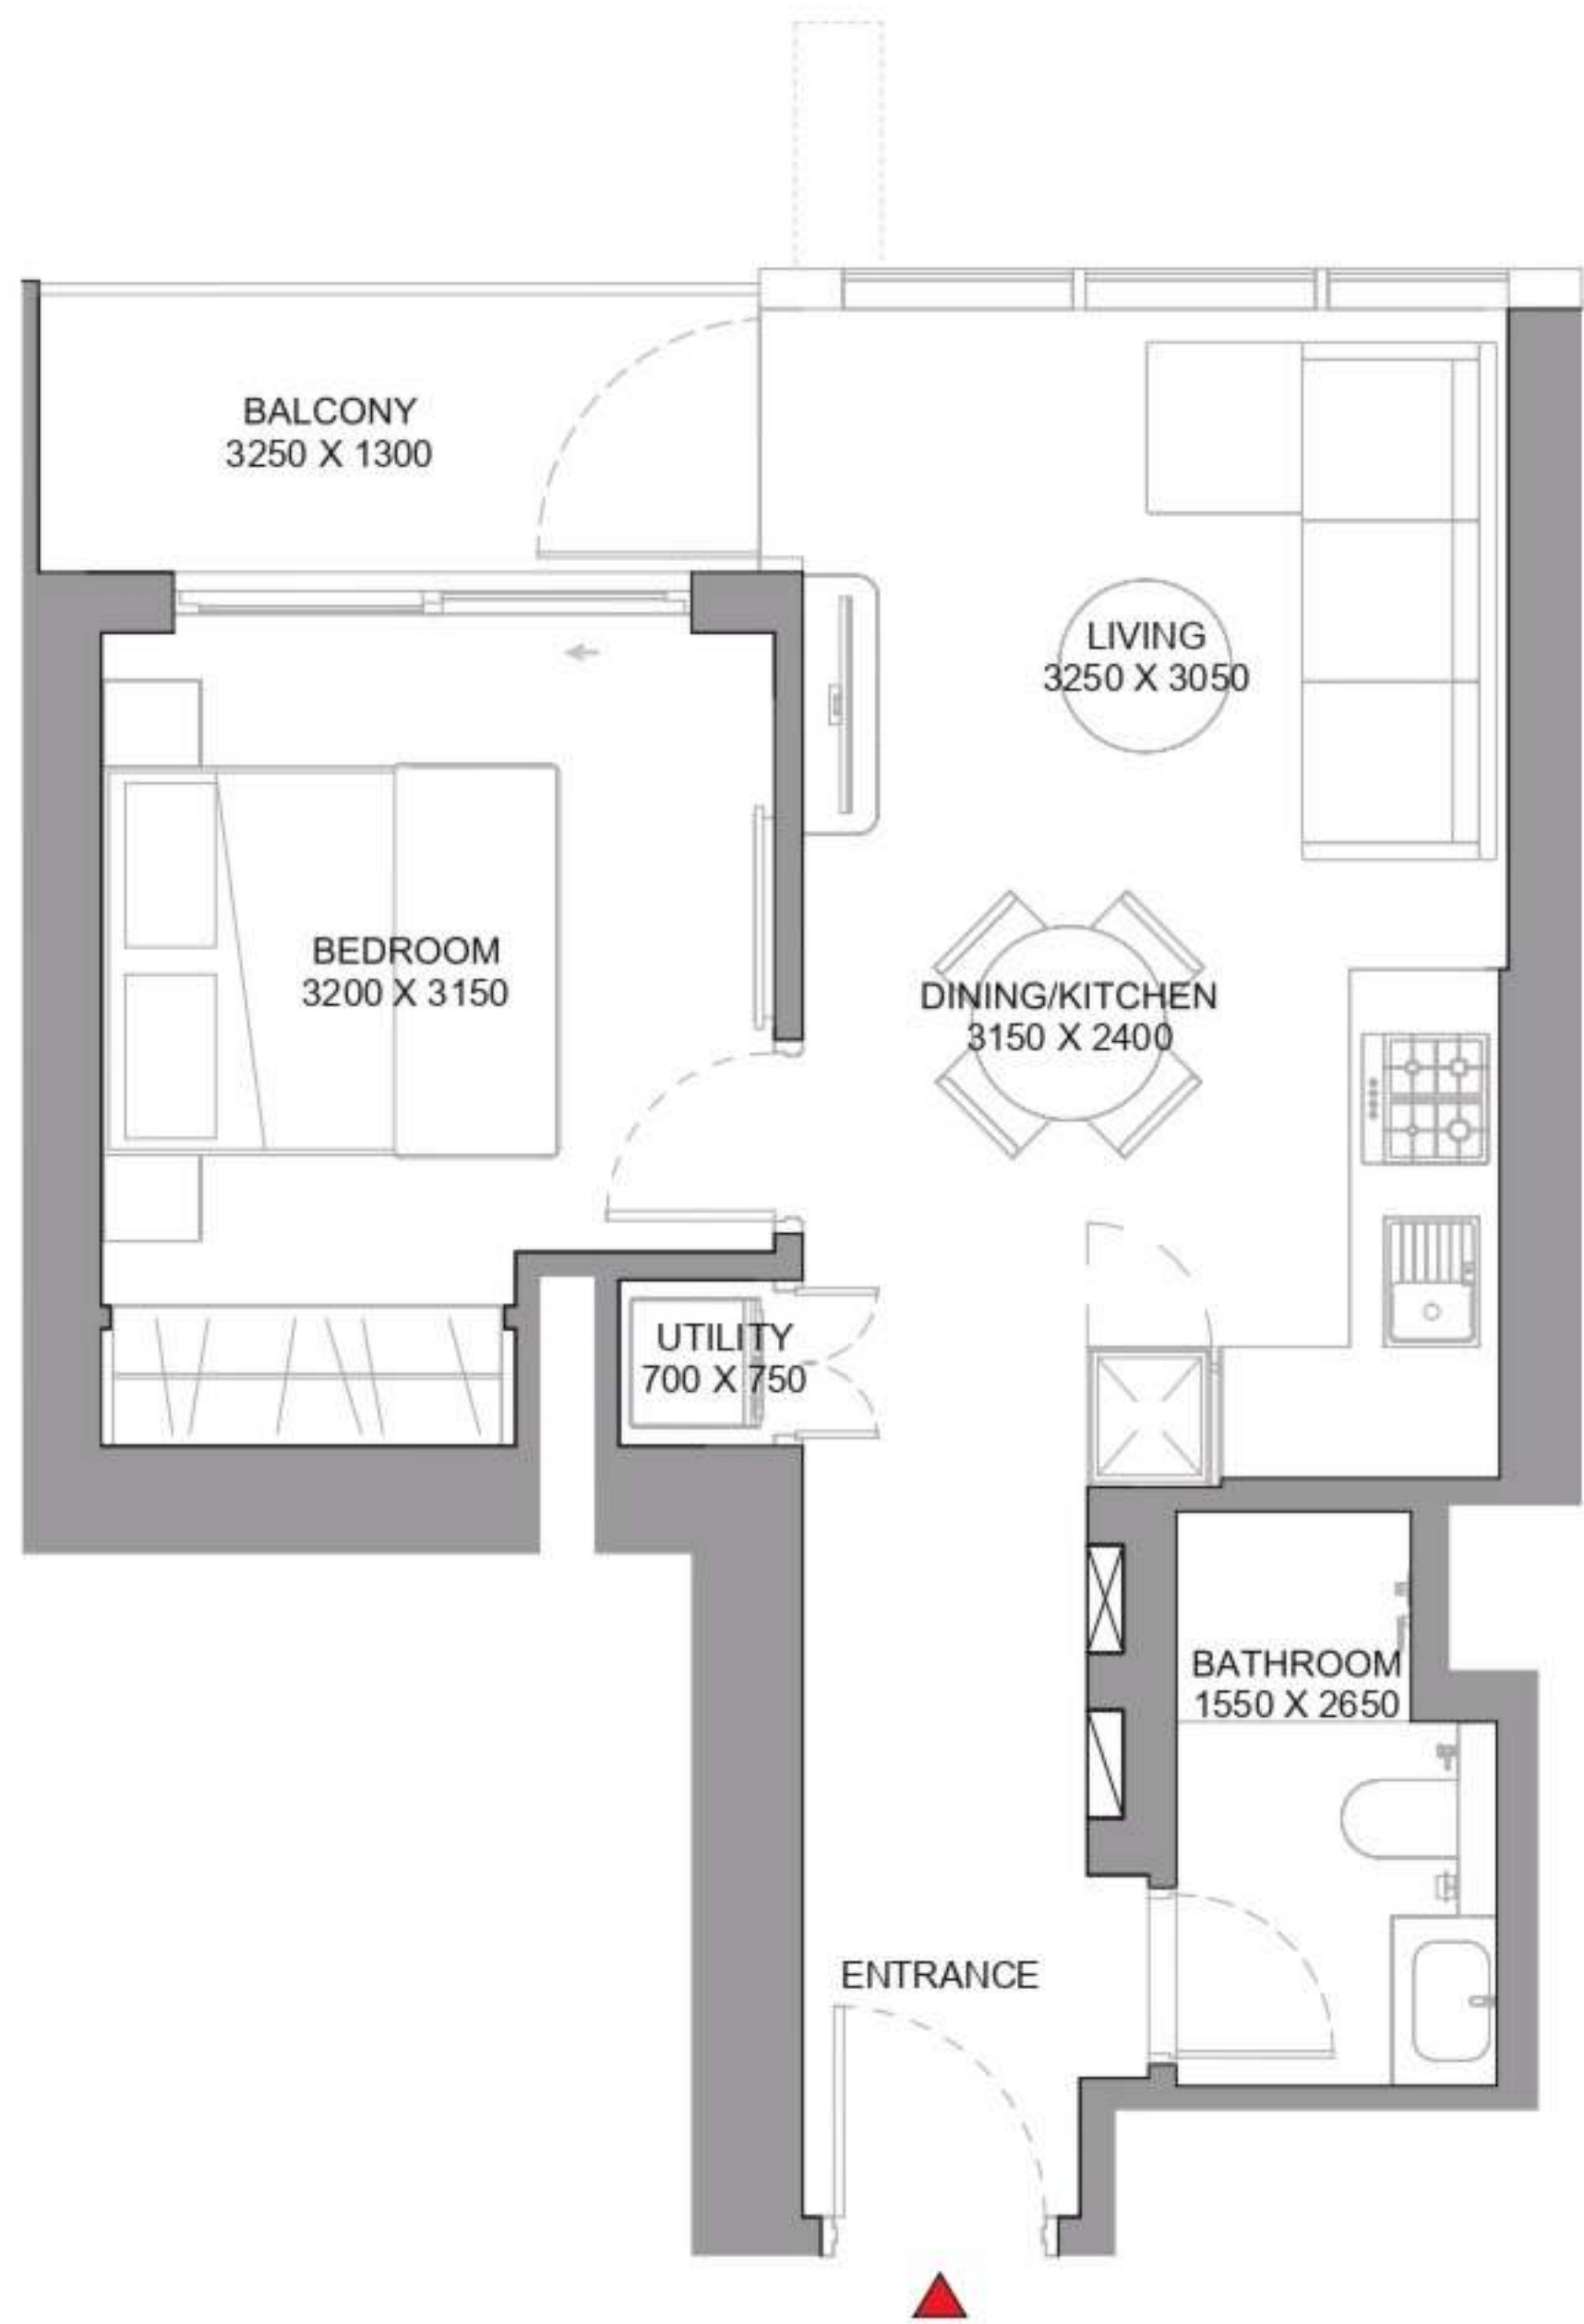 BALCONY
3250 X 1300
LIVING
3250 X 3050
BEDROOM
3200 X 3150
DINING/KITCHEN
3150 X 2400
UTILITY
700 X 750
BATHROOM
1550 X 2650
ENTRANCE